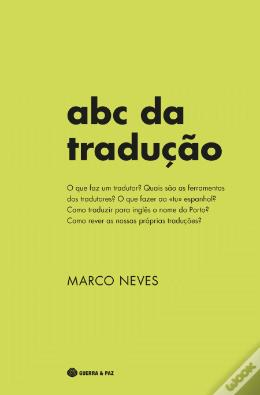 abc da
tradução
O que faz um tradutor? Quais são as ferramentas
dos tradutores? O que fazer ao «tu» espanhol?
Como traduzir para inglês o nome do Porto?
Como rever as nossas próprias traduções?
MARCO NEVES
GUERRA & PAZ
wook